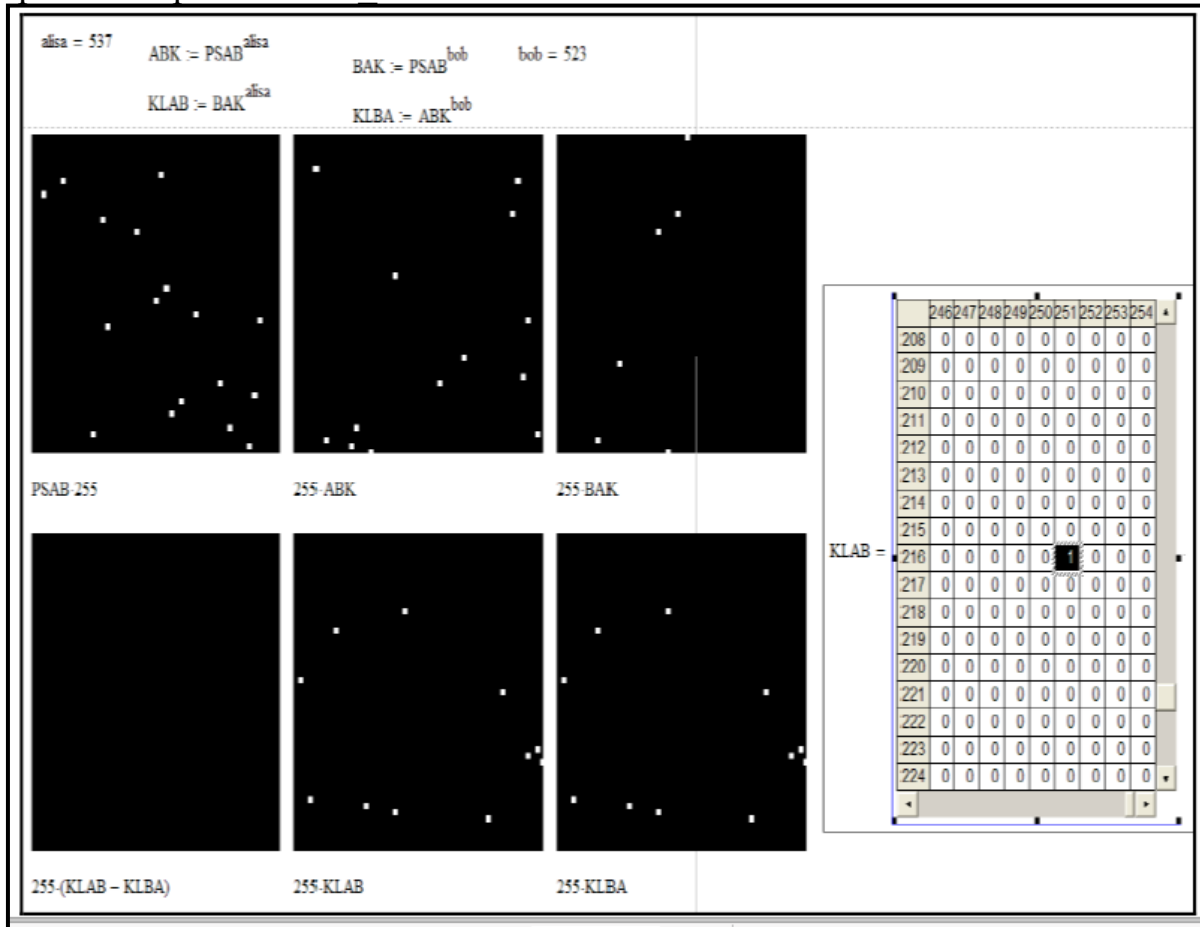 alisa = 537
ABK := PSAB^alisa
BAK := PSAB^bob
bob = 523
KLAB := BAK^alisa
KLBA := ABK^bob
PSAB·255
255·ABK
255·BAK
255·(KLAB – KLBA)
255·KLAB
255·KLBA
KLAB =
246 247 248 249 250 251 252 253 254
208 0 0 0 0 0 0 0 0 0
209 0 0 0 0 0 0 0 0 0
210 0 0 0 0 0 0 0 0 0
211 0 0 0 0 0 0 0 0 0
212 0 0 0 0 0 0 0 0 0
213 0 0 0 0 0 0 0 0 0
214 0 0 0 0 0 0 0 0 0
215 0 0 0 0 0 0 0 0 0
216 0 0 0 0 0 1 0 0 0
217 0 0 0 0 0 0 0 0 0
218 0 0 0 0 0 0 0 0 0
219 0 0 0 0 0 0 0 0 0
220 0 0 0 0 0 0 0 0 0
221 0 0 0 0 0 0 0 0 0
222 0 0 0 0 0 0 0 0 0
223 0 0 0 0 0 0 0 0 0
224 0 0 0 0 0 0 0 0 0